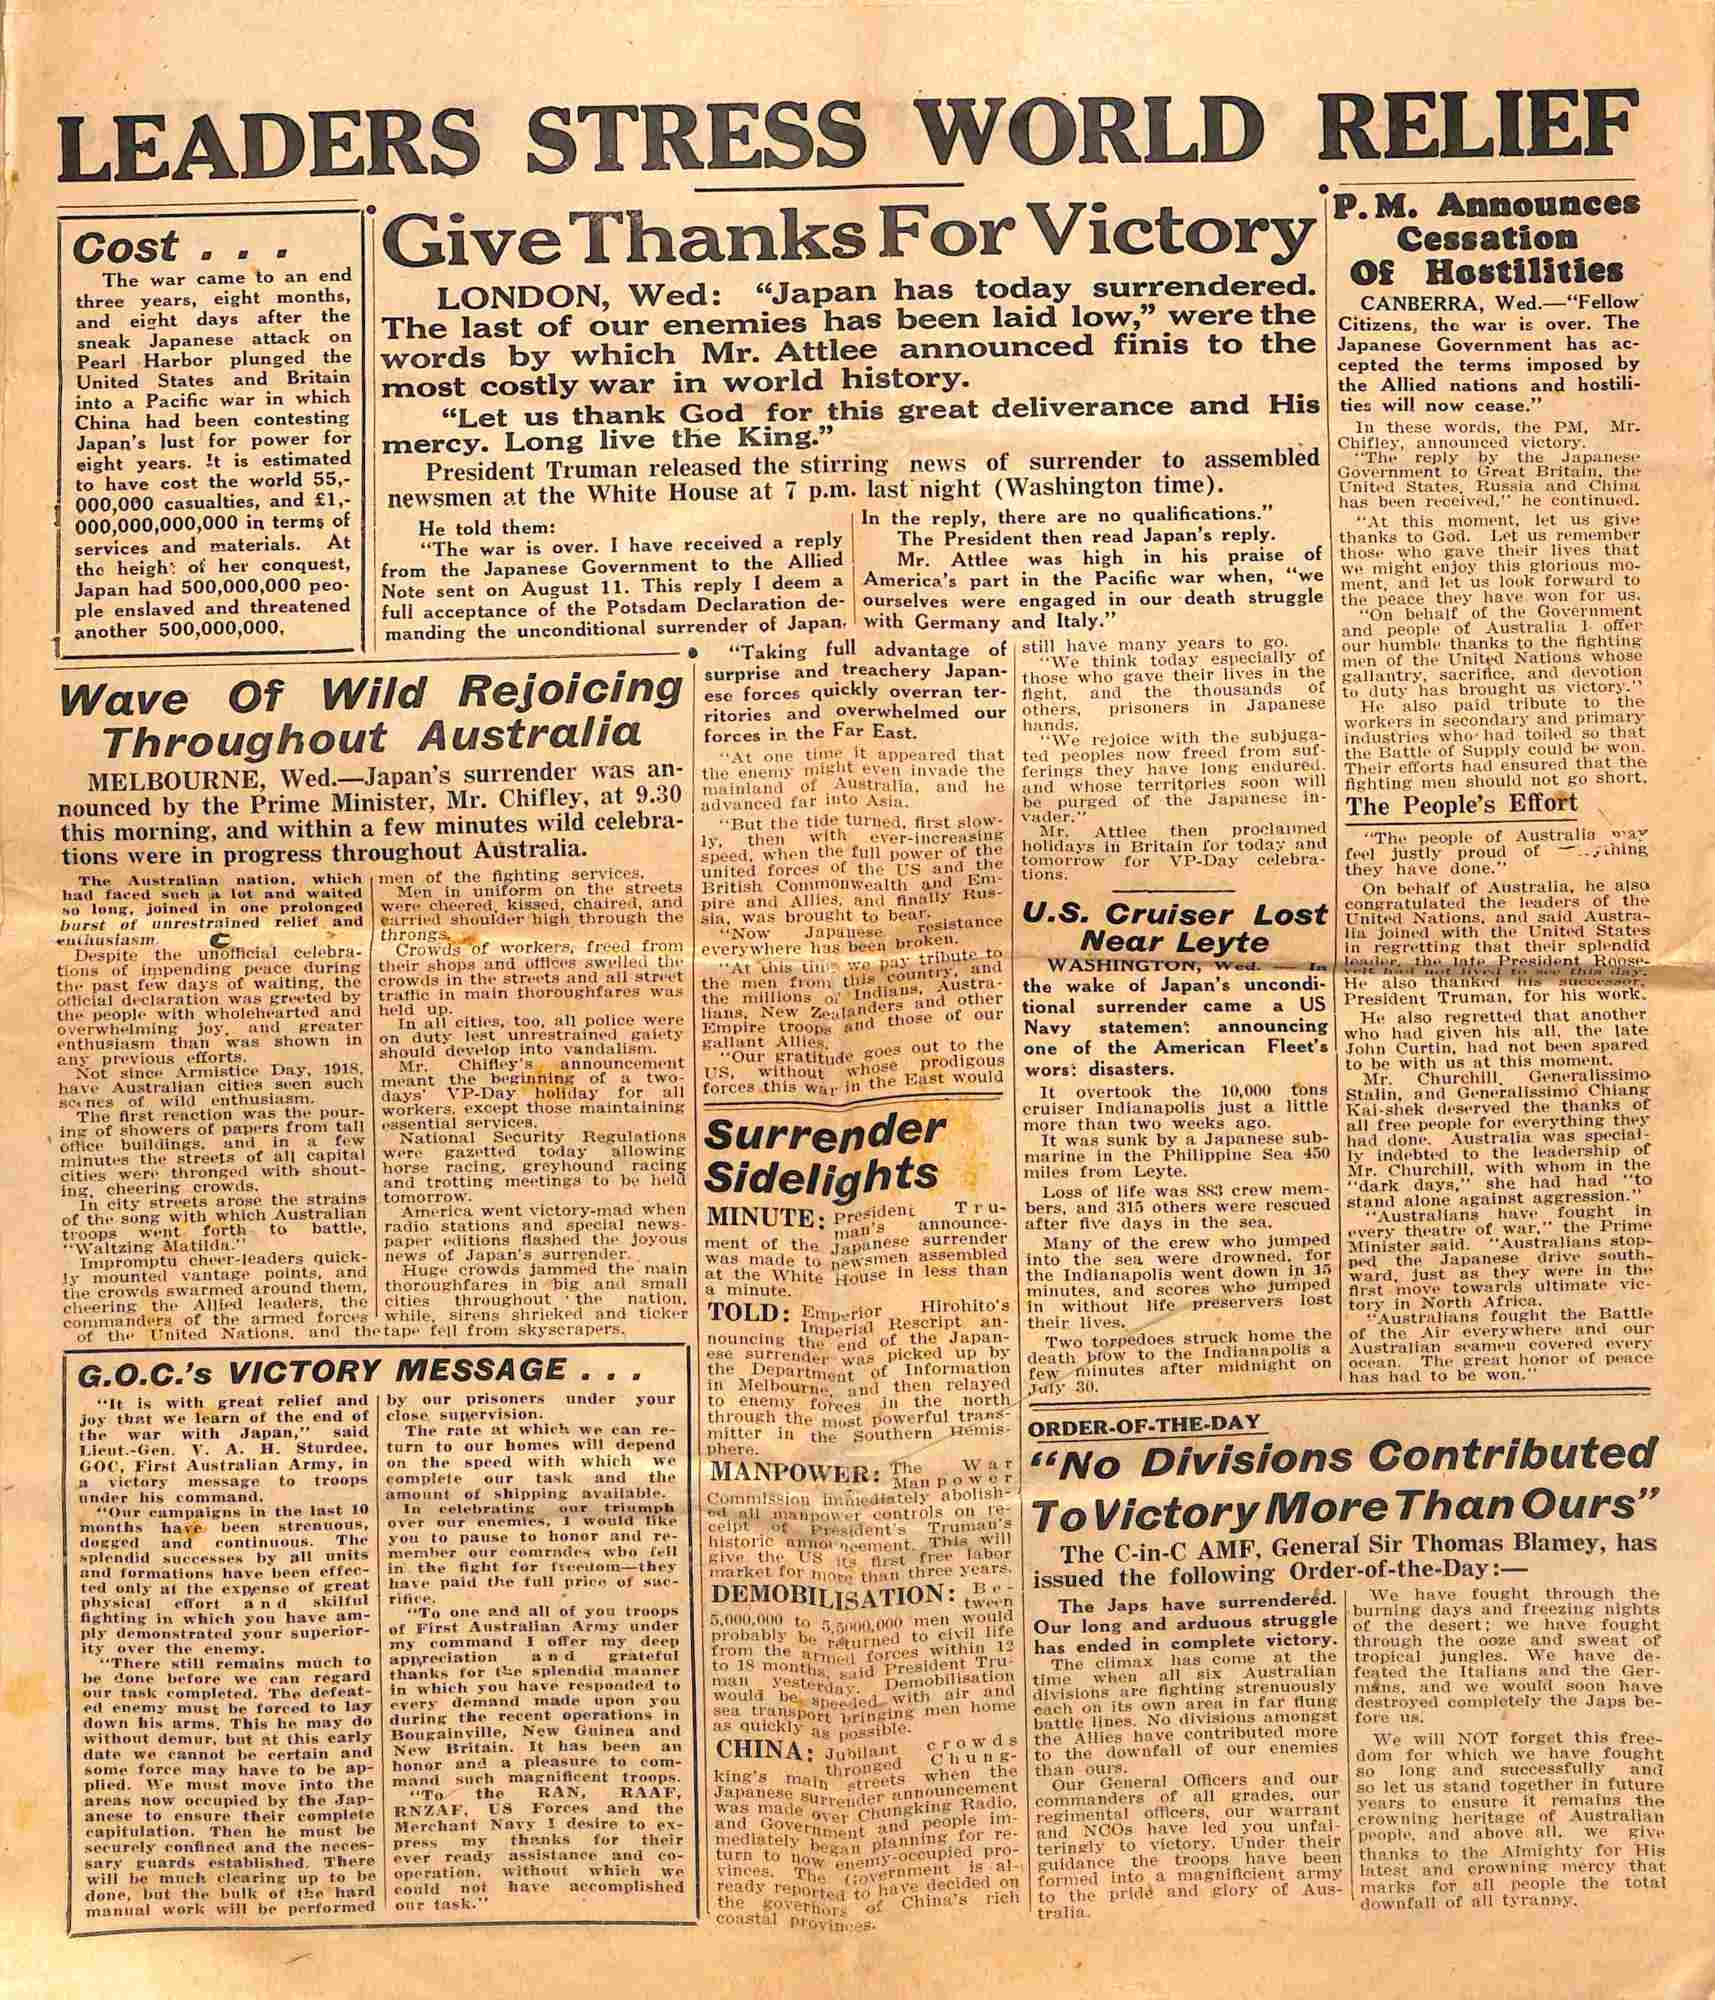 LEADERS STRESS WORLD RELIEF
Cost . . .
The war came to an end
three years, eight months,
and eight days after the
sneak Japanese attack on
Pearl Harbor plunged the
United States and Britain
into a Pacific war in which
China had been contesting
Japan's lust for power for
eight years. It is estimated
to have cost the world 55,-
000,000 casualties, and £1,-
000,000,000,000 in terms of
services and materials. At
the height of her conquest,
Japan had 500,000,000 peo-
ple enslaved and threatened
another 500,000,000.
Give Thanks For Victory
LONDON, Wed: "Japan has today surrendered.
The last of our enemies has been laid low," were the
words by which Mr. Attlee announced finis to the
most costly war in world history.
"Let us thank God for this great deliverance and His
mercy. Long live the King."
President Truman released the stirring news of surrender to assembled
newsmen at the White House at 7 p.m. last night (Washington time).
He told them:
"The war is over. I have received a reply
from the Japanese Government to the Allied
Note sent on August 11. This reply I deem a
full acceptance of the Potsdam Declaration de-
manding the unconditional surrender of Japan.
In the reply, there are no qualifications."
The President then read Japan's reply.
Mr. Attlee was high in his praise of
America's part in the Pacific war when, "we
ourselves were engaged in our death struggle
with Germany and Italy."
"Taking full advantage of
surprise and treachery Japan-
ese forces quickly overran ter-
ritories and overwhelmed our
forces in the Far East.
"At one time it appeared that
the enemy might even invade the
mainland of Australia, and he
advanced far into Asia.
"But the tide turned, first slow-
ly, then with ever-increasing
speed, when the full power of the
united forces of the US and the
British Commonwealth and Em-
pire and Allies, and finally Rus-
sia, was brought to bear.
"Now Japanese resistance
everywhere has been broken.
"At this time we pay tribute to
the men from this country, and
the millions of Indians, Austra-
lians, New Zealanders and other
Empire troops and those of our
gallant Allies.
"Our gratitude goes out to the
US, without whose prodigous
forces this war in the East would
still have many years to go.
"We think today especially of
those who gave their lives in the
fight, and the thousands of
others, prisoners in Japanese
hands.
"We rejoice with the subjuga-
ted peoples now freed from suf-
ferings they have long endured.
and whose territories soon will
be purged of the Japanese in-
vader."
Mr. Attlee then proclaimed
holidays in Britain for today and
tomorrow for VP-Day celebra-
tions.
P.M. Announces
Cessation
Of Hostilities
CANBERRA, Wed.—"Fellow
Citizens, the war is over. The
Japanese Government has ac-
cepted the terms imposed by
the Allied nations and hostili-
ties will now cease."
In these words, the PM, Mr.
Chifley, announced victory.
"The reply by the Japanese
Government to Great Britain, the
United States, Russia and China
has been received," he continued.
"At this moment, let us give
thanks to God. Let us remember
those who gave their lives that
we might enjoy this glorious mo-
ment, and let us look forward to
the peace they have won for us.
"On behalf of the Government
and people of Australia I offer
our humble thanks to the fighting
men of the United Nations whose
gallantry, sacrifice, and devotion
to duty has brought us victory."
He also paid tribute to the
workers in secondary and primary
industries who had toiled so that
the Battle of Supply could be won.
Their efforts had ensured that the
fighting men should not go short.
The People's Effort
"The people of Australia may
feel justly proud of
they have done."
On behalf of Australia, he also
congratulated the leaders of the
United Nations, and said Austra-
lia joined with the United States
in regretting that their splendid
leader, the late President Roose-
velt had not lived to see this day.
He also thanked his successor,
President Truman, for his work.
He also regretted that another
who had given his all, the late
John Curtin, had not been spared
to be with us at this moment.
Mr. Churchill, Generalissimo
Stalin, and Generalissimo Chiang
Kai-shek deserved the thanks of
all free people for everything they
had done. Australia was special-
ly indebted to the leadership of
Mr. Churchill, with whom in the
"dark days," she had had "to
stand alone against aggression."
"Australians have fought in
every theatre of war," the Prime
Minister said. "Australians stop-
ped the Japanese drive south-
ward, just as they were in the
first move towards ultimate vic-
tory in North Africa.
"Australians fought the Battle
of the Air everywhere and our
Australian seamen covered every
ocean. The great honor of peace
has had to be won."
Wave Of Wild Rejoicing
Throughout Australia
MELBOURNE, Wed.—Japan's surrender was an-
nounced by the Prime Minister, Mr. Chifley, at 9.30
this morning, and within a few minutes wild celebra-
tions were in progress throughout Australia.
The Australian nation, which
had faced such a lot and waited
so long, joined in one prolonged
burst of unrestrained relief and
enthusiasm.
Despite the unofficial celebra-
tions of impending peace during
the past few days of waiting, the
official declaration was greeted by
the people with wholehearted and
overwhelming joy, and greater
enthusiasm than was shown in
any previous efforts.
Not since Armistice Day, 1918,
have Australian cities seen such
scenes of wild enthusiasm.
The first reaction was the pour-
ing of showers of papers from tall
office buildings, and in a few
minutes the streets of all capital
cities were thronged with shout-
ing, cheering crowds.
In city streets arose the strains
of the song with which Australian
troops went forth to battle,
"Waltzing Matilda."
Impromptu cheer-leaders quick-
ly mounted vantage points, and
the crowds swarmed around them,
cheering the Allied leaders, the
commanders of the armed forces
of the United Nations, and the
men of the fighting services.
Men in uniform on the streets
were cheered, kissed, chaired, and
carried shoulder high through the
throngs.
Crowds of workers, freed from
their shops and offices swelled the
crowds in the streets and all street
traffic in main thoroughfares was
held up.
In all cities, too, all police were
on duty lest unrestrained gaiety
should develop into vandalism.
Mr. Chifley's announcement
meant the beginning of a two-
days' VP-Day holiday for all
workers, except those maintaining
essential services.
National Security Regulations
were gazetted today allowing
horse racing, greyhound racing
and trotting meetings to be held
tomorrow.
America went victory-mad when
radio stations and special news-
paper editions flashed the joyous
news of Japan's surrender.
Huge crowds jammed the main
thoroughfares in big and small
cities throughout the nation,
while, sirens shrieked and ticker
tape fell from skyscrapers.
U.S. Cruiser Lost
Near Leyte
WASHINGTON, Wed. — In
the wake of Japan's uncondi-
tional surrender came a US
Navy statement announcing
one of the American Fleet's
worst disasters.
It overtook the 10,000 tons
cruiser Indianapolis just a little
more than two weeks ago.
It was sunk by a Japanese sub-
marine in the Philippine Sea 450
miles from Leyte.
Loss of life was 883 crew mem-
bers, and 315 others were rescued
after five days in the sea.
Many of the crew who jumped
into the sea were drowned, for
the Indianapolis went down in 15
minutes, and scores who jumped
in without life preservers lost
their lives.
Two torpedoes struck home the
death blow to the Indianapolis a
few minutes after midnight on
July 30.
Surrender
Sidelights
MINUTE: President Tru-
man's announce-
ment of the Japanese surrender
was made to newsmen assembled
at the White House in less than
a minute.
TOLD: Emperior Hirohito's
Imperial Rescript an-
nouncing the end of the Japan-
ese surrender was picked up by
the Department of Information
in Melbourne, and then relayed
to enemy forces in the north
through the most powerful trans-
mitter in the Southern Hemis-
phere.
MANPOWER: The War
Manpower
Commission immediately abolish-
ed all manpower controls on re-
ceipt of President's Truman's
historic announcement. This will
give the US its first free labor
market for more than three years.
DEMOBILISATION: Be-
tween
5,000,000 to 5,5000,000 men would
probably be returned to civil life
from the armed forces within 12
to 18 months, said President Tru-
man yesterday. Demobilisation
would be speeded with air and
sea transport bringing men home
as quickly as possible.
CHINA: Jubilant crowds
thronged Chung-
king's main streets when the
Japanese surrender announcement
was made over Chungking Radio,
and Government and people im-
mediately began planning for re-
turn to now enemy-occupied pro-
vinces. The Government is al-
ready reported to have decided on
the governors of China's rich
coastal provinces.
G.O.C.'s VICTORY MESSAGE . . .
"It is with great relief and
joy that we learn of the end of
the war with Japan," said
Lieut.-Gen. V. A. H. Sturdee,
GOC, First Australian Army, in
a victory message to troops
under his command.
"Our campaigns in the last 10
months have been strenuous,
dogged and continuous. The
splendid successes by all units
and formations have been effec-
ted only at the expense of great
physical effort and skilful
fighting in which you have am-
ply demonstrated your superior-
ity over the enemy.
"There still remains much to
be done before we can regard
our task completed. The defeat-
ed enemy must be forced to lay
down his arms. This he may do
without demur, but at this early
date we cannot be certain and
some force may have to be ap-
plied. We must move into the
areas now occupied by the Jap-
anese to ensure their complete
capitulation. Then he must be
securely confined and the neces-
sary guards established. There
will be much clearing up to be
done, but the bulk of the hard
manual work will be performed
by our prisoners under your
close supervision.
The rate at which we can re-
turn to our homes will depend
on the speed with which we
complete our task and the
amount of shipping available.
In celebrating our triumph
over our enemies, I would like
you to pause to honor and re-
member our comrades who fell
in the fight for freedom—they
have paid the full price of sac-
rifice.
"To one and all of you troops
of First Australian Army under
my command I offer my deep
appreciation and grateful
thanks for the splendid manner
in which you have responded to
every demand made upon you
during the recent operations in
Bougainville, New Guinea and
New Britain. It has been an
honor and a pleasure to com-
mand such magnificent troops.
"To the RAN, RAAF,
RNZAF, US Forces and the
Merchant Navy I desire to ex-
press my thanks for their
ever ready assistance and co-
operation, without which we
could not have accomplished
our task."
ORDER-OF-THE-DAY
"No Divisions Contributed
To Victory More Than Ours"
The C-in-C AMF, General Sir Thomas Blamey, has
issued the following Order-of-the-Day:—
The Japs have surrendered.
Our long and arduous struggle
has ended in complete victory.
The climax has come at the
time when all six Australian
divisions are fighting strenuously
each on its own area in far flung
battle lines. No divisions amongst
the Allies have contributed more
to the downfall of our enemies
than ours.
Our General Officers and our
commanders of all grades, our
regimental officers, our warrant
and NCOs have led you unfal-
teringly to victory. Under their
guidance the troops have been
formed into a magnificient army
to the pride and glory of Aus-
tralia.
We have fought through the
burning days and freezing nights
of the desert; we have fought
through the ooze and sweat of
tropical jungles. We have de-
feated the Italians and the Ger-
mans, and we would soon have
destroyed completely the Japs be-
fore us.
We will NOT forget this free-
dom for which we have fought
so long and successfully and
so let us stand together in future
years to ensure it remains the
crowning heritage of Australian
people, and above all, we give
thanks to the Almighty for His
latest and crowning mercy that
marks for all people the total
downfall of all tyranny.